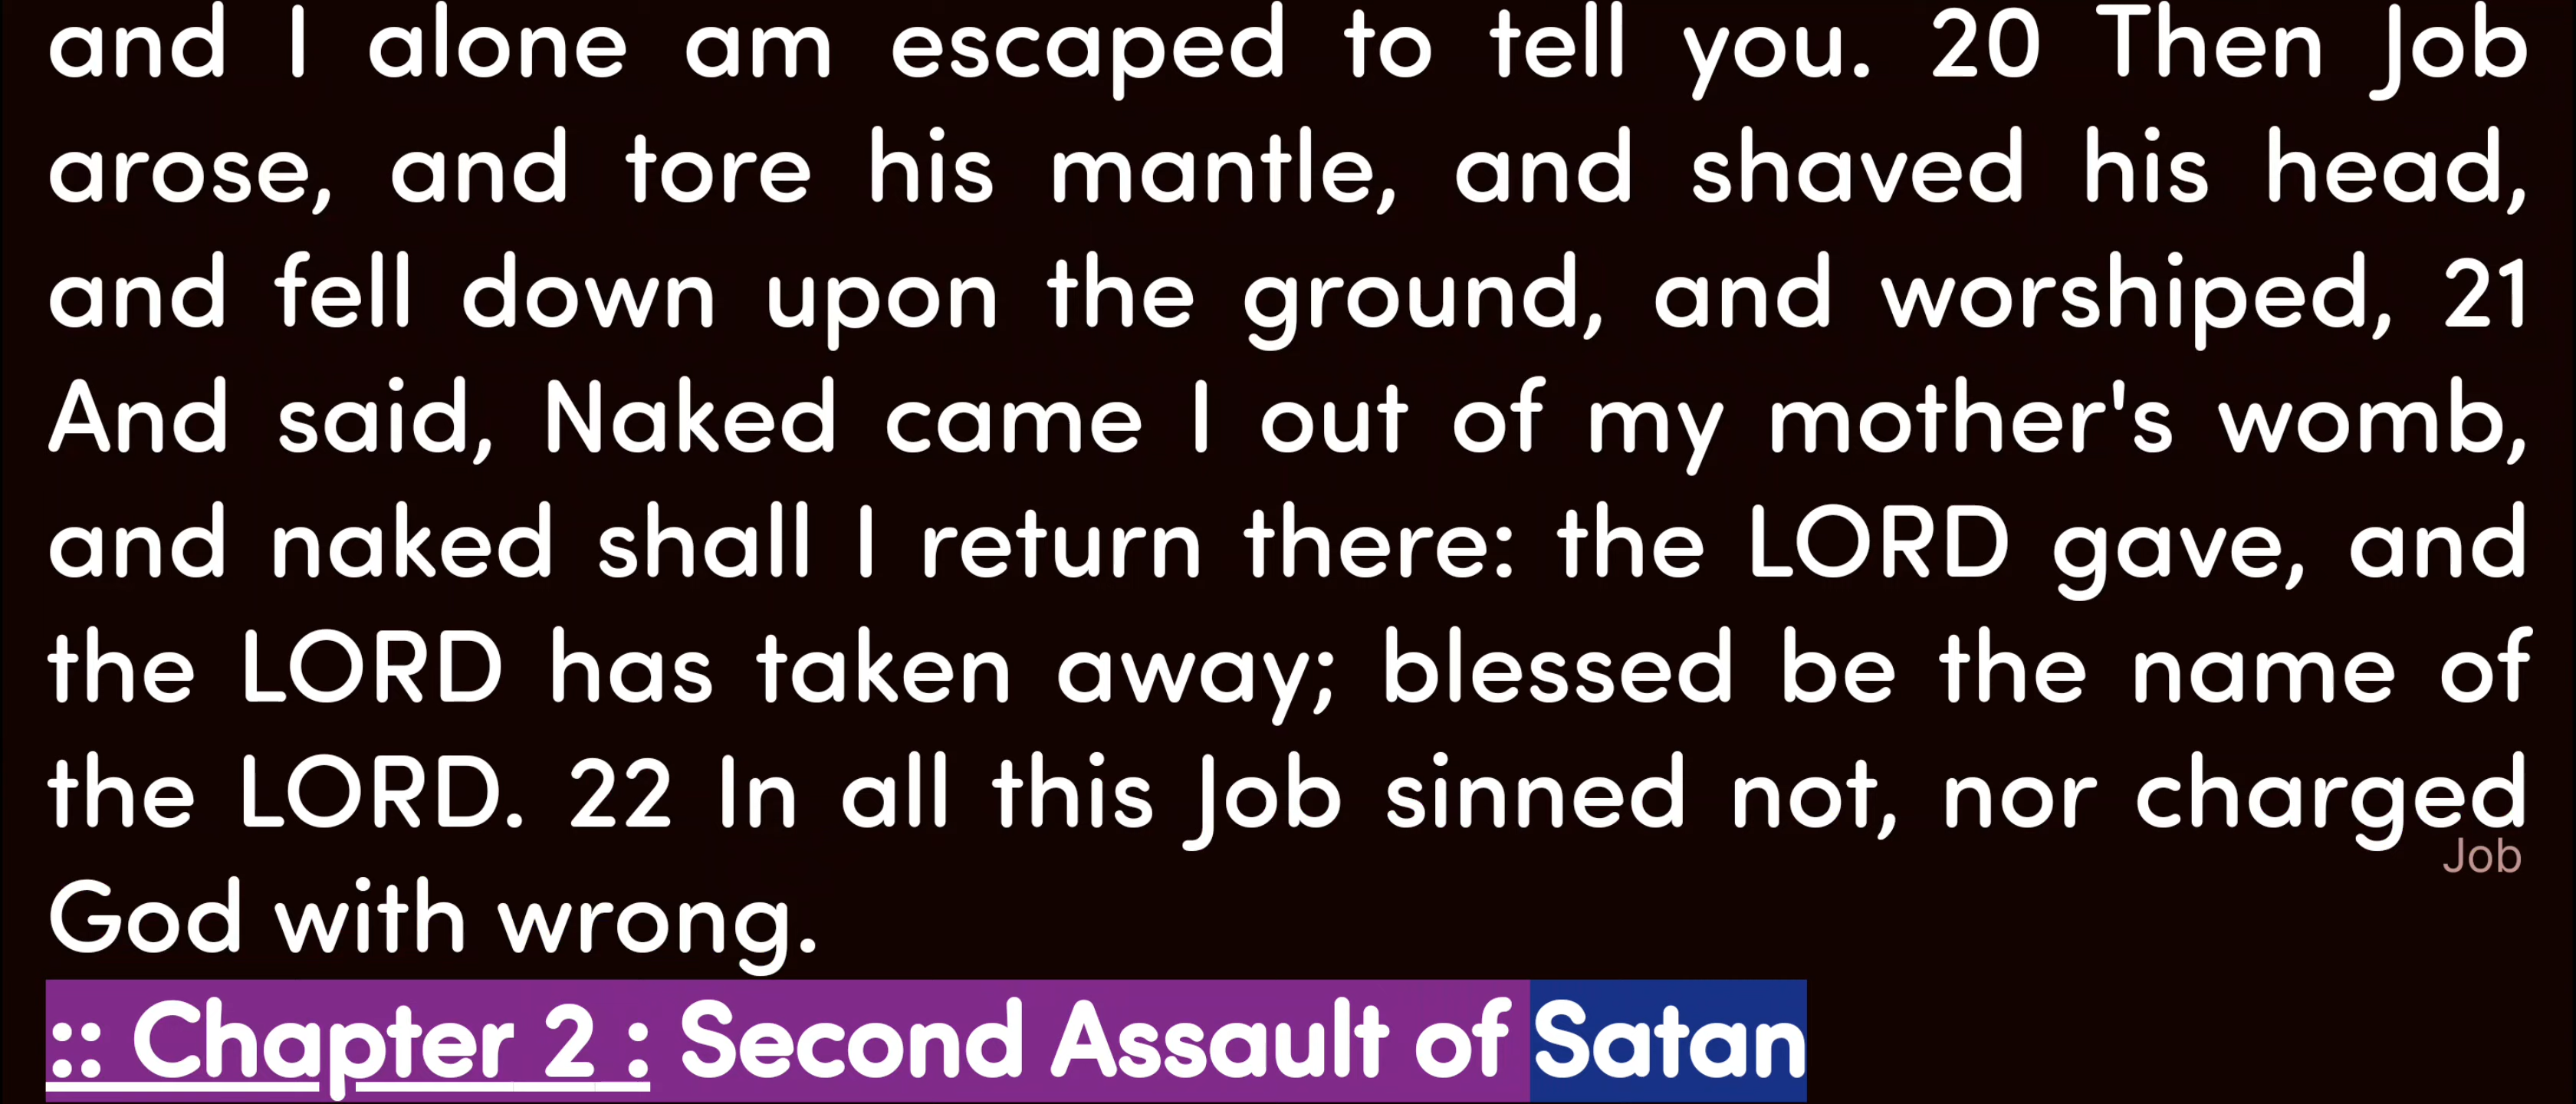 and I alone am escaped to tell you. 20 Then Job
arose, and tore his mantle, and shaved his head,
and fell down upon the ground, and worshiped, 21
And said, Naked came I out of my mother's womb,
and naked shall I return there: the LORD gave, and
the LORD has taken away; blessed be the name of
the LORD. 22 In all this Job sinned not, nor charged
Job
God with wrong.
:: Chapter 2 : Second Assault of Satan